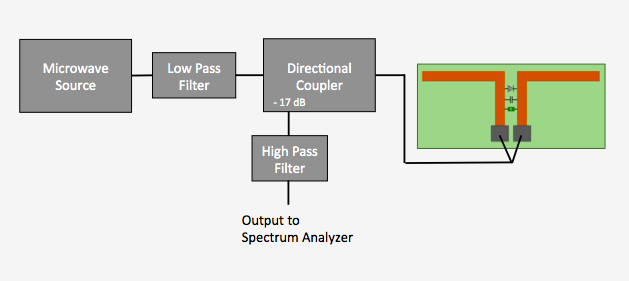 Microwave
Source
Low Pass
Filter
Directional
Coupler
- 17 dB
High Pass
Filter
Output to
Spectrum Analyzer